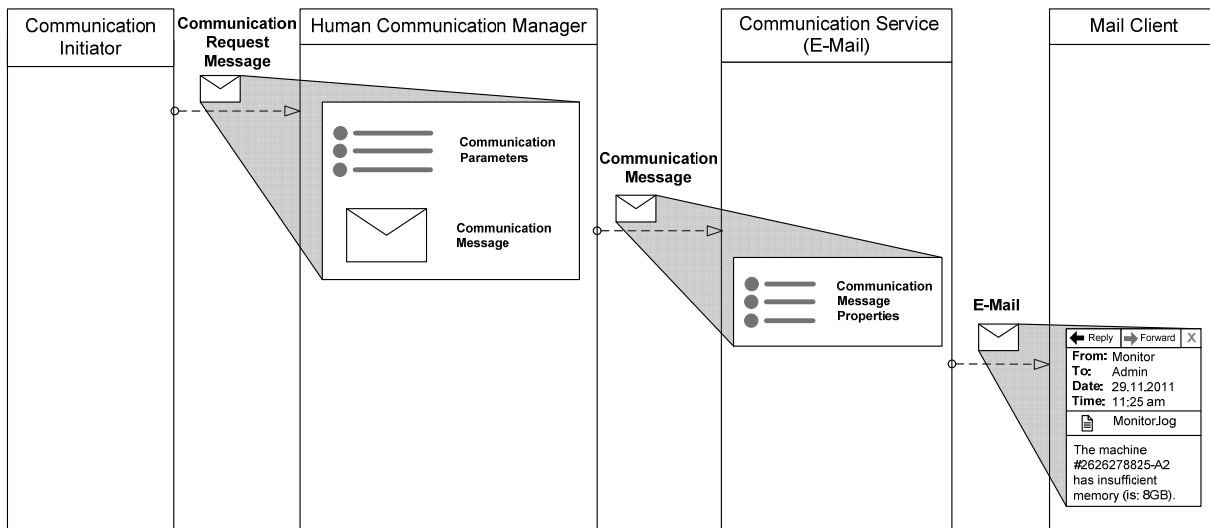 Communication
Initiator
Communication
Request
Message
Human Communication Manager
Communication
Parameters
Communication
Message
Communication
Message
Communication Service
(E-Mail)
Communication
Message
Properties
E-Mail
Mail Client
Reply Forward X
From: Monitor
To: Admin
Date: 29.11.2011
Time: 11:25 am
Monitor.log
The machine
#2626278825-A2
has insufficient
memory (is: 8GB).